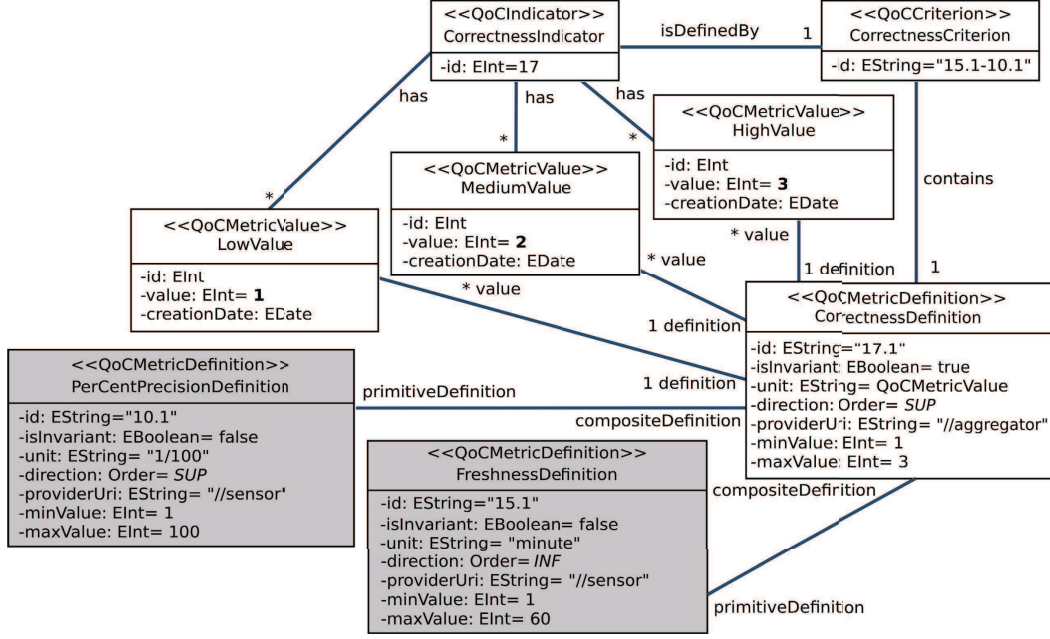 <<QoCIndicator>>
CorrectnessIndicator
-id: EInt=17
isDefinedBy
1
<<QoCCriterion>>
CorrectnessCriterion
-id: EString="15.1-10.1"
has
has
has
*
*
*
<<QoCMetricValue>>
HighValue
-id: EInt
-value: EInt= 3
-creationDate: EDate
<<QoCMetricValue>>
MediumValue
-id: EInt
-value: EInt= 2
-creationDate: EDate
<<QoCMetricValue>>
LowValue
-id: EInt
-value: EInt= 1
-creationDate: EDate
contains
1
* value
1 definition
* value
1 definition
* value
1 definition
<<QoCMetricDefinition>>
CorrectnessDefinition
-id: EString="17.1"
-isInvariant: EBoolean= true
-unit: EString= QoCMetricValue
-direction: Order= SUP
-providerUri: EString= "//aggregator"
-minValue: EInt= 1
-maxValue: EInt= 3
<<QoCMetricDefinition>>
PerCentPrecisionDefinition
-id: EString="10.1"
-isInvariant: EBoolean= false
-unit: EString= "1/100"
-direction: Order= SUP
-providerUri: EString= "//sensor"
-minValue: EInt= 1
-maxValue: EInt= 100
primitiveDefinition
compositeDefinition
<<QoCMetricDefinition>>
FreshnessDefinition
-id: EString="15.1"
-isInvariant: EBoolean= false
-unit: EString= "minute"
-direction: Order= INF
-providerUri: EString= "//sensor"
-minValue: EInt= 1
-maxValue: EInt= 60
compositeDefinition
primitiveDefinition